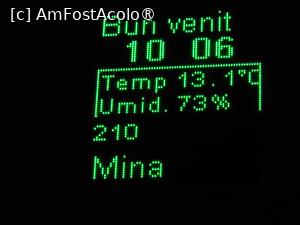 [c] AmFostAcolo®
Bun venit
10 06
Temp 13.1°C
Umid. 73%
210
Mina